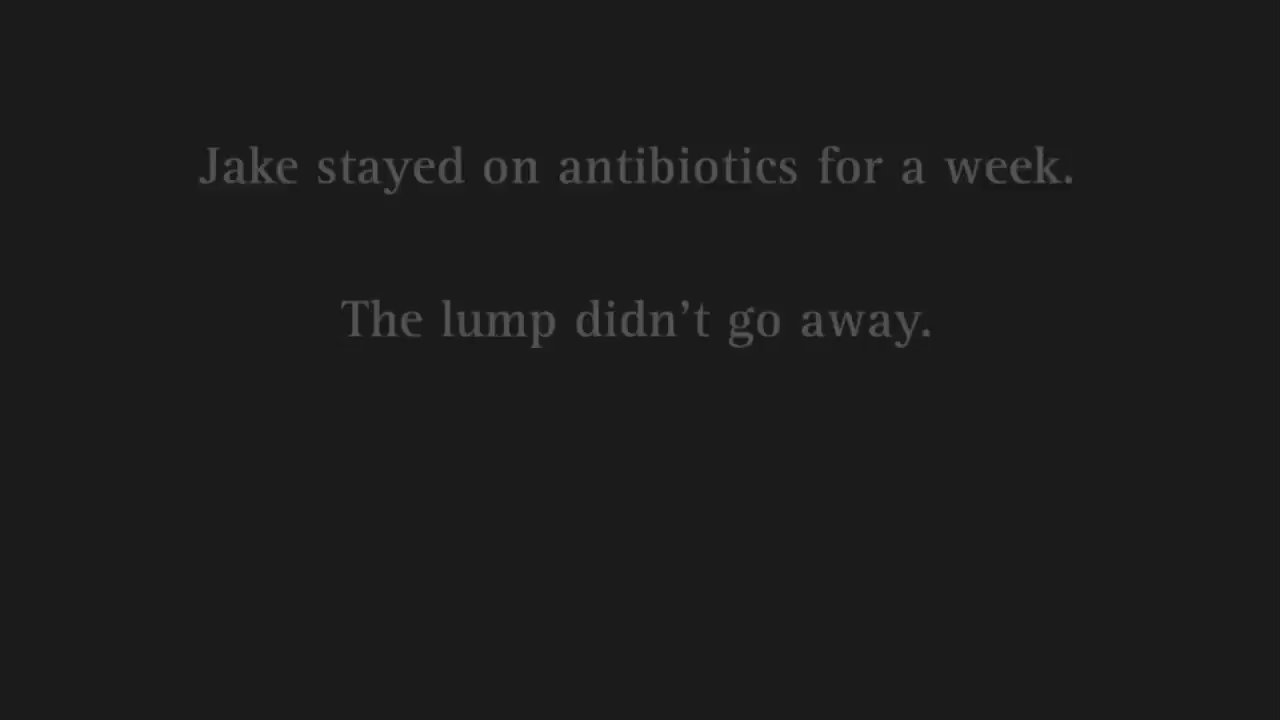 Jake stayed on antibiotics for a week.
The lump didn’t go away.